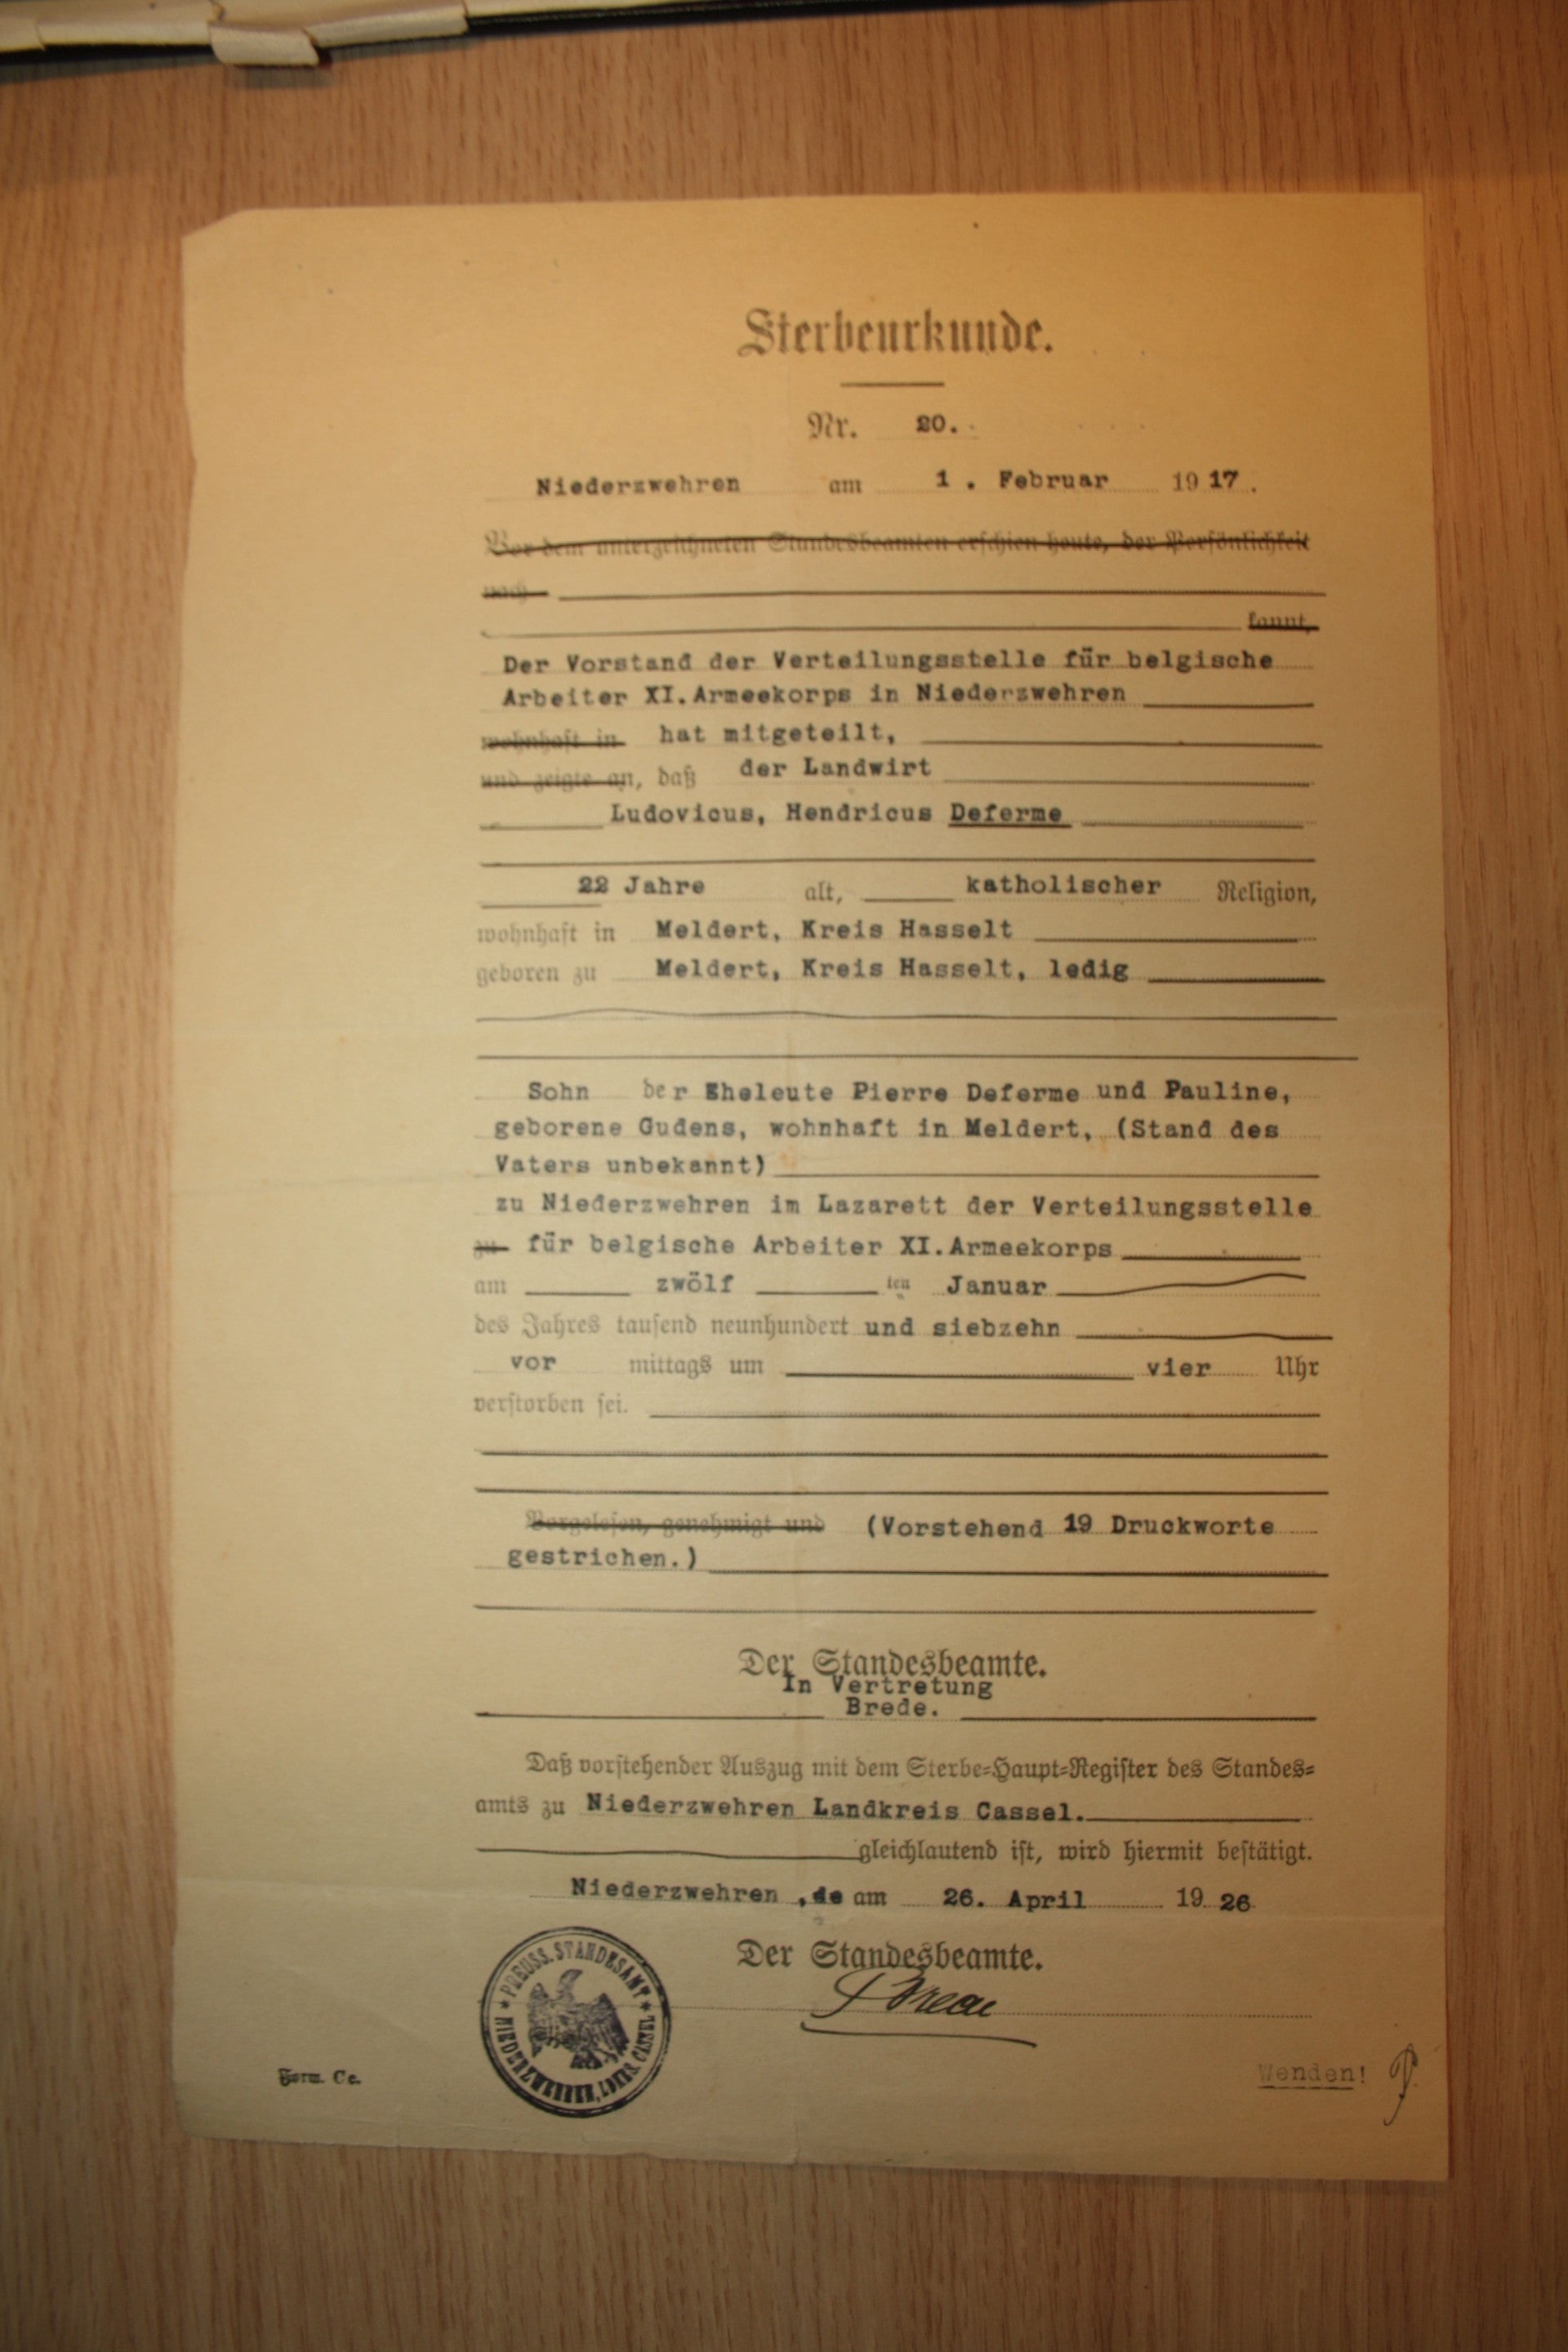 Sterbeurkunde.
Nr. 20.
Niederzwehren am 1. Februar 1917.
Vor dem unterzeichneten Standesbeamten erschien heute, der Persönlichkeit
nach
kannt,
Der Vorstand der Verteilungsstelle für belgische
Arbeiter XI.Armeekorps in Niederzwehren
wohnhaft in hat mitgeteilt,
und zeigte an, daß der Landwirt
Ludovicus, Hendricus Deferme
22 Jahre alt, katholischer Religion,
wohnhaft in Meldert, Kreis Hasselt
geboren zu Meldert, Kreis Hasselt, ledig
Sohn der Eheleute Pierre Deferme und Pauline,
geborene Gudens, wohnhaft in Meldert, (Stand des
Vaters unbekannt)
zu Niederzwehren im Lazarett der Verteilungsstelle
zu für belgische Arbeiter XI.Armeekorps
am zwölf ten Januar
des Jahres tausend neunhundert und siebzehn
vor mittags um vier Uhr
verstorben sei.
Vorgelesen, genehmigt und (Vorstehend 19 Druckworte
gestrichen.)
Der Standesbeamte.
In Vertretung
Brede.
Daß vorstehender Auszug mit dem Sterbe-Haupt-Register des Standes-
amts zu Niederzwehren Landkreis Cassel.
gleichlautend ist, wird hiermit bestätigt.
Niederzwehren, de am 26. April 1926
Der Standesbeamte.
PREUSS. STANDESAMT
NIEDERZWEHREN, LDKRS. CASSEL
Form. Ce.
Wenden!